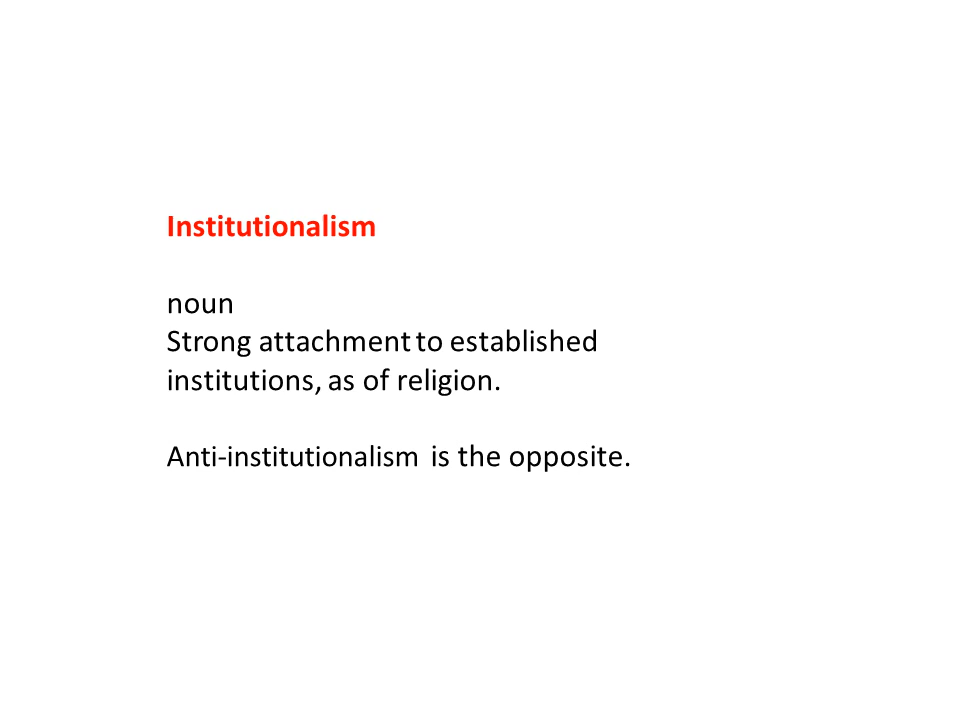 Institutionalism
noun
Strong attachment to established
institutions, as of religion.
Anti-institutionalism is the opposite.